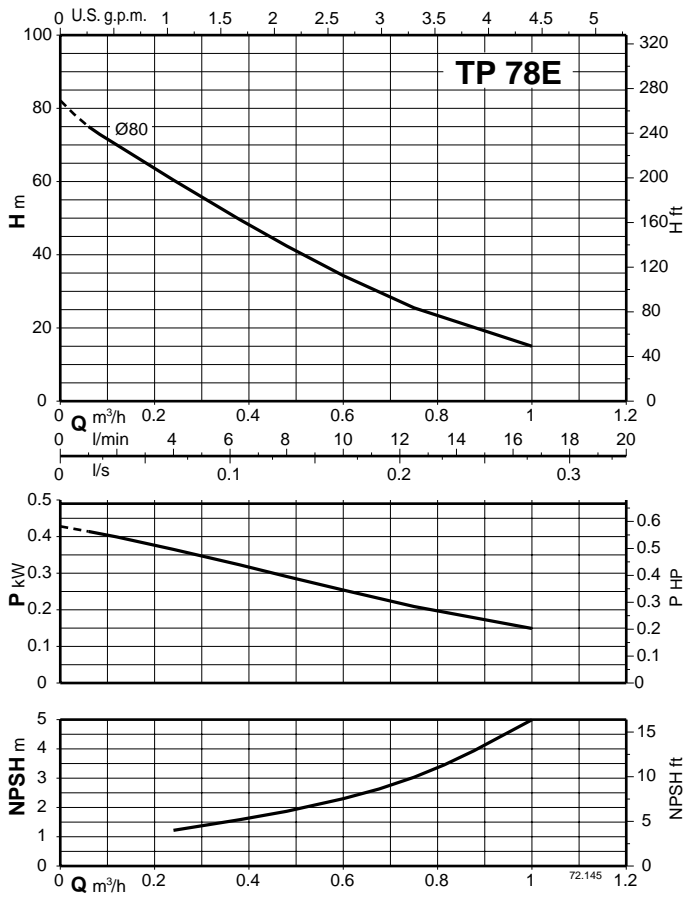 0 U.S. g.p.m. 1 1.5 2 2.5 3 3.5 4 4.5 5
100 320
TP 78E
280
80 Ø80 240
60 200
H m 160 H ft
40 120
80
20
40
0 0
0 Q m³/h 0.2 0.4 0.6 0.8 1 1.2
0 l/min 4 6 8 10 12 14 16 18 20
0 l/s 0.1 0.2 0.3
0.5
0.6
0.4 0.5
P kW 0.3 0.4 P HP
0.2 0.3
0.2
0.1 0.1
0 0
5
15
4
NPSH m 3 10 NPSH ft
2
5
1
0 72.145 0
0 Q m³/h 0.2 0.4 0.6 0.8 1 1.2